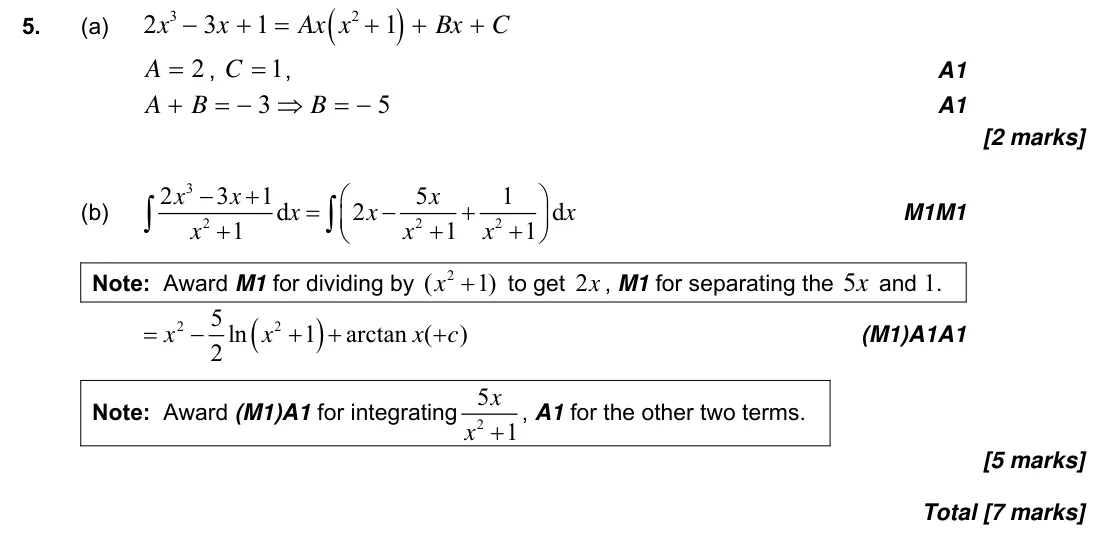 5. (a) 2x³ − 3x + 1 = Ax(x² + 1) + Bx + C
A = 2, C = 1, A1
A + B = − 3 ⇒ B = − 5 A1
[2 marks]
(b) ∫ (2x³ − 3x + 1)/(x² + 1) dx = ∫ (2x − 5x/(x² + 1) + 1/(x² + 1)) dx M1M1
Note: Award M1 for dividing by (x² + 1) to get 2x, M1 for separating the 5x and 1.
= x² − 5/2 ln(x² + 1) + arctan x(+c) (M1)A1A1
Note: Award (M1)A1 for integrating 5x/(x² + 1), A1 for the other two terms.
[5 marks]
Total [7 marks]